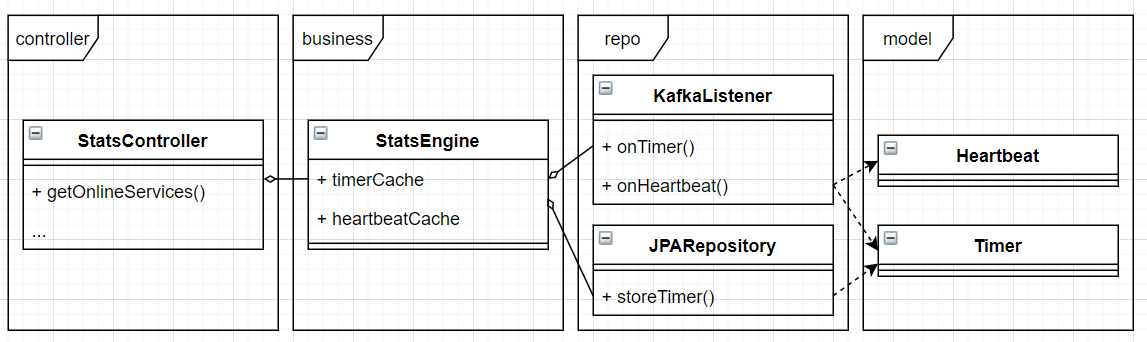 controller
StatsController
+ getOnlineServices()
...
business
StatsEngine
+ timerCache
+ heartbeatCache
repo
KafkaListener
+ onTimer()
+ onHeartbeat()
JPARepository
+ storeTimer()
model
Heartbeat
Timer